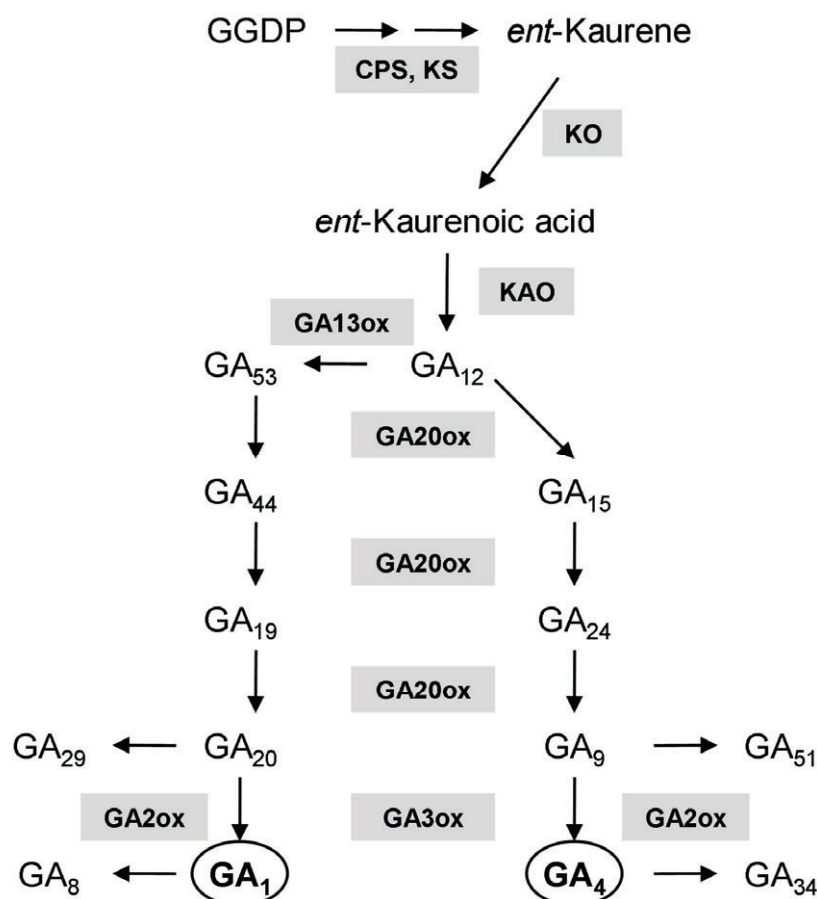 GGDP ent-Kaurene
CPS, KS
KO
ent-Kaurenoic acid
KAO
GA13ox
GA53 GA12
GA20ox
GA44 GA15
GA20ox
GA19 GA24
GA20ox
GA29 GA20 GA9 GA51
GA2ox GA3ox GA2ox
GA8 GA1 GA4 GA34